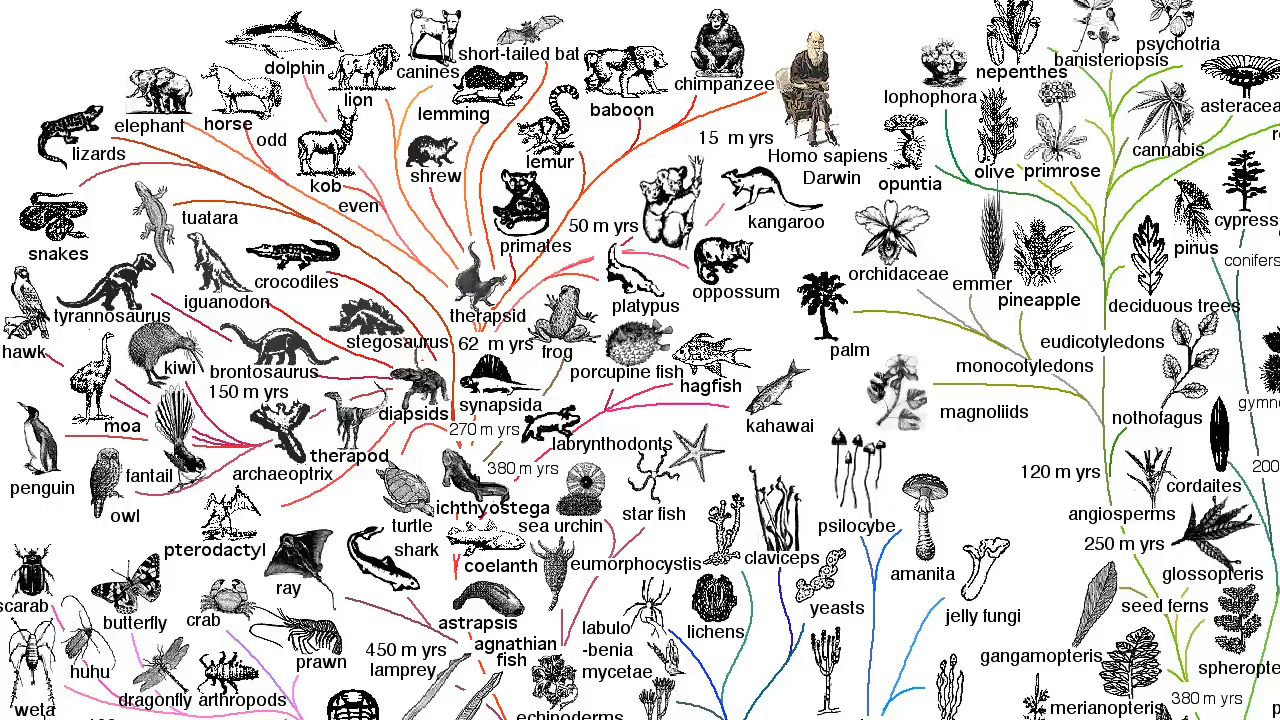 psychotria
banisteriopsis
short-tailed bat
dolphin
canines
nepenthes
chimpanzee
lion
lophophora
asteracea
lemming
baboon
elephant
horse
odd
15 m yrs
cannabis
lizards
lemur
Homo sapiens
Darwin
shrew
olive
primrose
opuntia
kob
even
tuatara
kangaroo
cypress
50 m yrs
primates
pinus
snakes
conifers
orchidaceae
crocodiles
emmer
oppossum
iguanodon
pineapple
platypus
deciduous trees
tyrannosaurus
therapsid
stegosaurus
62 m yrs
eudicotyledons
hawk
frog
palm
kiwi
brontosaurus
porcupine fish
monocotyledons
hagfish
150 m yrs
synapsida
gymn
diapsids
magnoliids
nothofagus
moa
270 m yrs
kahawai
labrynthodonts
therapod
380 m yrs
200
fantail
archaeoptrix
120 m yrs
penguin
cordaites
ichthyostega
owl
star fish
angiosperms
turtle
sea urchin
psilocybe
pterodactyl
shark
250 m yrs
claviceps
coelanth
eumorphocystis
amanita
glossopteris
ray
scarab
yeasts
seed ferns
butterfly
crab
jelly fungi
astrapsis
labulo
-benia
mycetae
lichens
agnathian
fish
450 m yrs
gangamopteris
prawn
lamprey
spheropte
huhu
dragonfly
arthropods
380 m yrs
weta
echinoderms
merianopteris